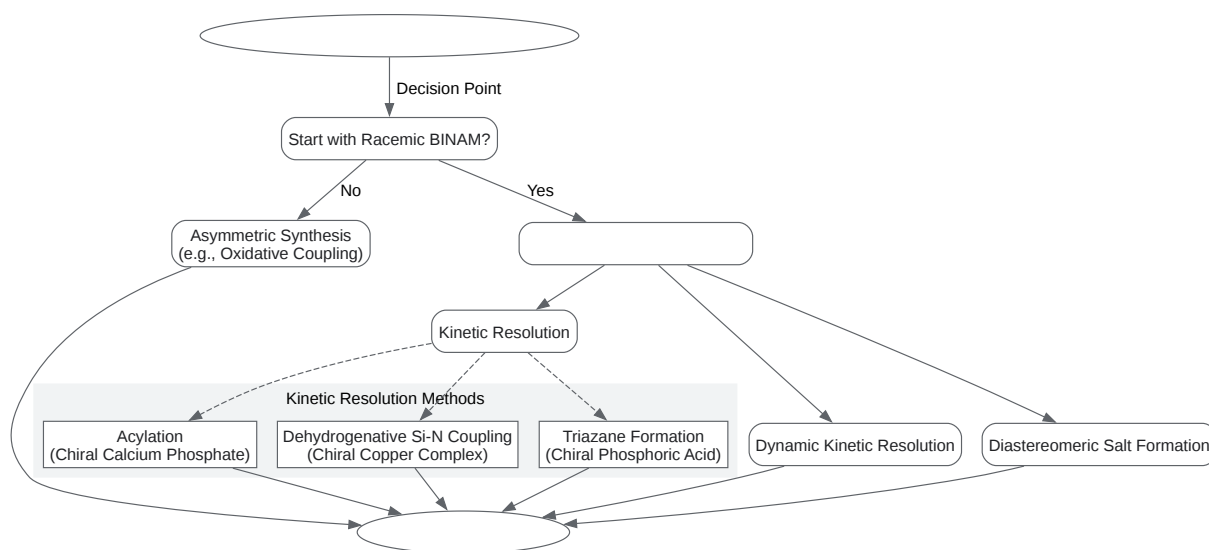 Decision Point
Start with Racemic BINAM?
No
Yes
Asymmetric Synthesis
(e.g., Oxidative Coupling)
Kinetic Resolution
Kinetic Resolution Methods
Acylation
(Chiral Calcium Phosphate)
Dehydrogenative Si-N Coupling
(Chiral Copper Complex)
Triazane Formation
(Chiral Phosphoric Acid)
Dynamic Kinetic Resolution
Diastereomeric Salt Formation